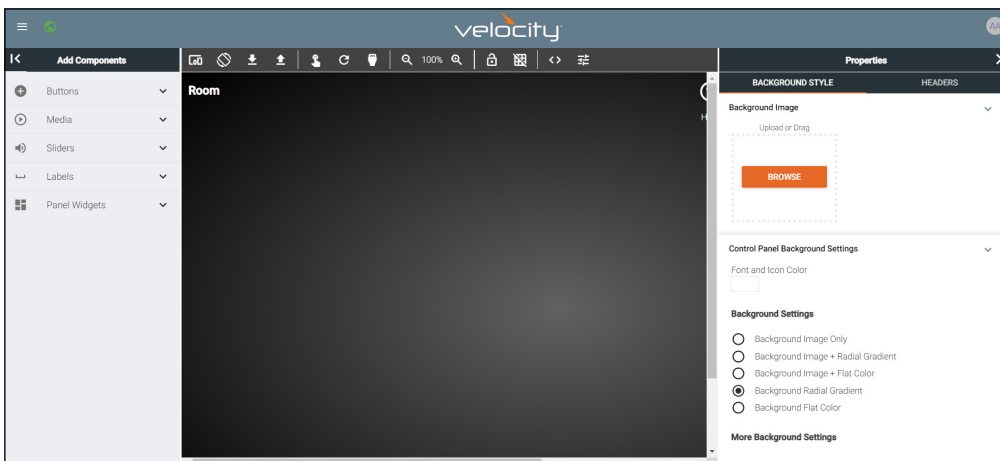 velocity
AA
Add Components
100%
Properties
Buttons
Media
Sliders
Labels
Panel Widgets
Room
H
BACKGROUND STYLE
HEADERS
Background Image
Upload or Drag
BROWSE
Control Panel Background Settings
Font and Icon Color
Background Settings
Background Image Only
Background Image + Radial Gradient
Background Image + Flat Color
Background Radial Gradient
Background Flat Color
More Background Settings